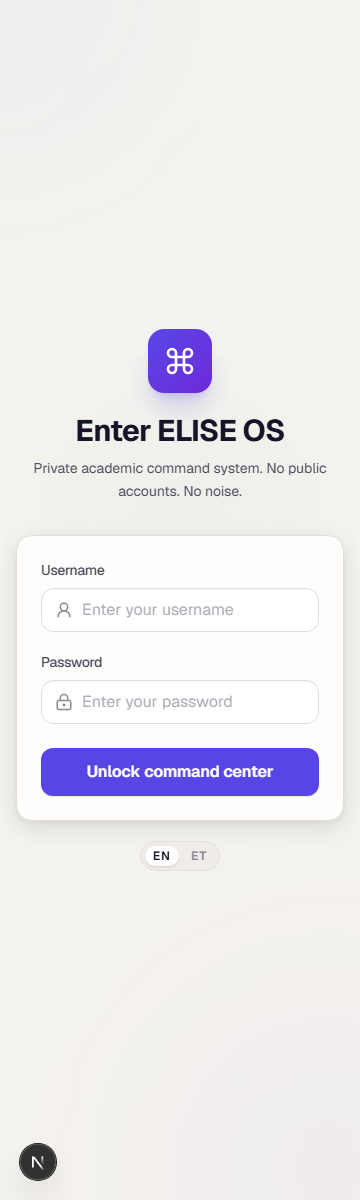 Enter ELISE OS
Private academic command system. No public
accounts. No noise.
Username
Enter your username
Password
Enter your password
Unlock command center
EN ET
N